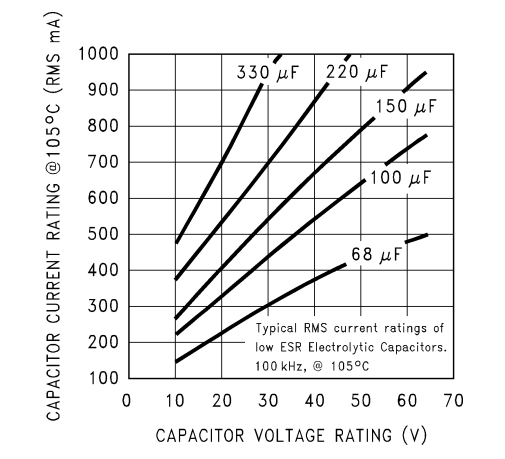 CAPACITOR CURRENT RATING @105°C (RMS mA)
1000
900
800
700
600
500
400
300
200
100
330 μF
220 μF
150 μF
100 μF
68 μF
Typical RMS current ratings of
low ESR Electrolytic Capacitors.
100 kHz, @ 105°C
0 10 20 30 40 50 60 70
CAPACITOR VOLTAGE RATING (V)